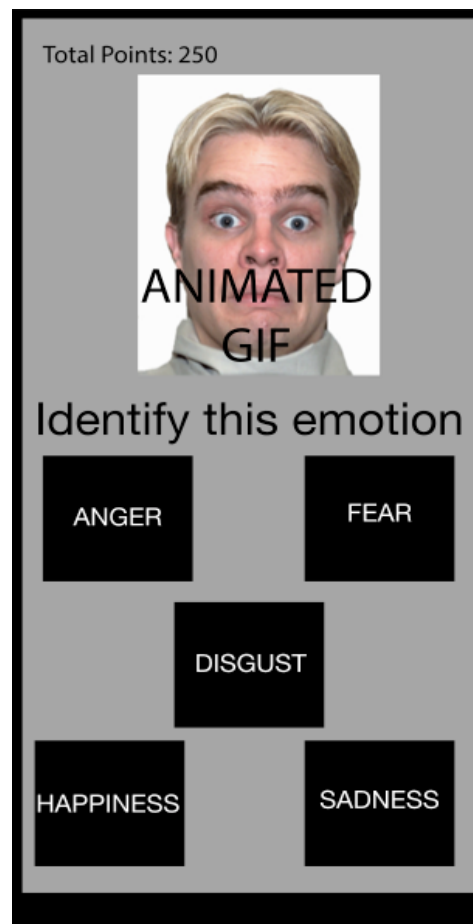 Total Points: 250
ANIMATED
GIF
Identify this emotion
ANGER
FEAR
DISGUST
HAPPINESS
SADNESS